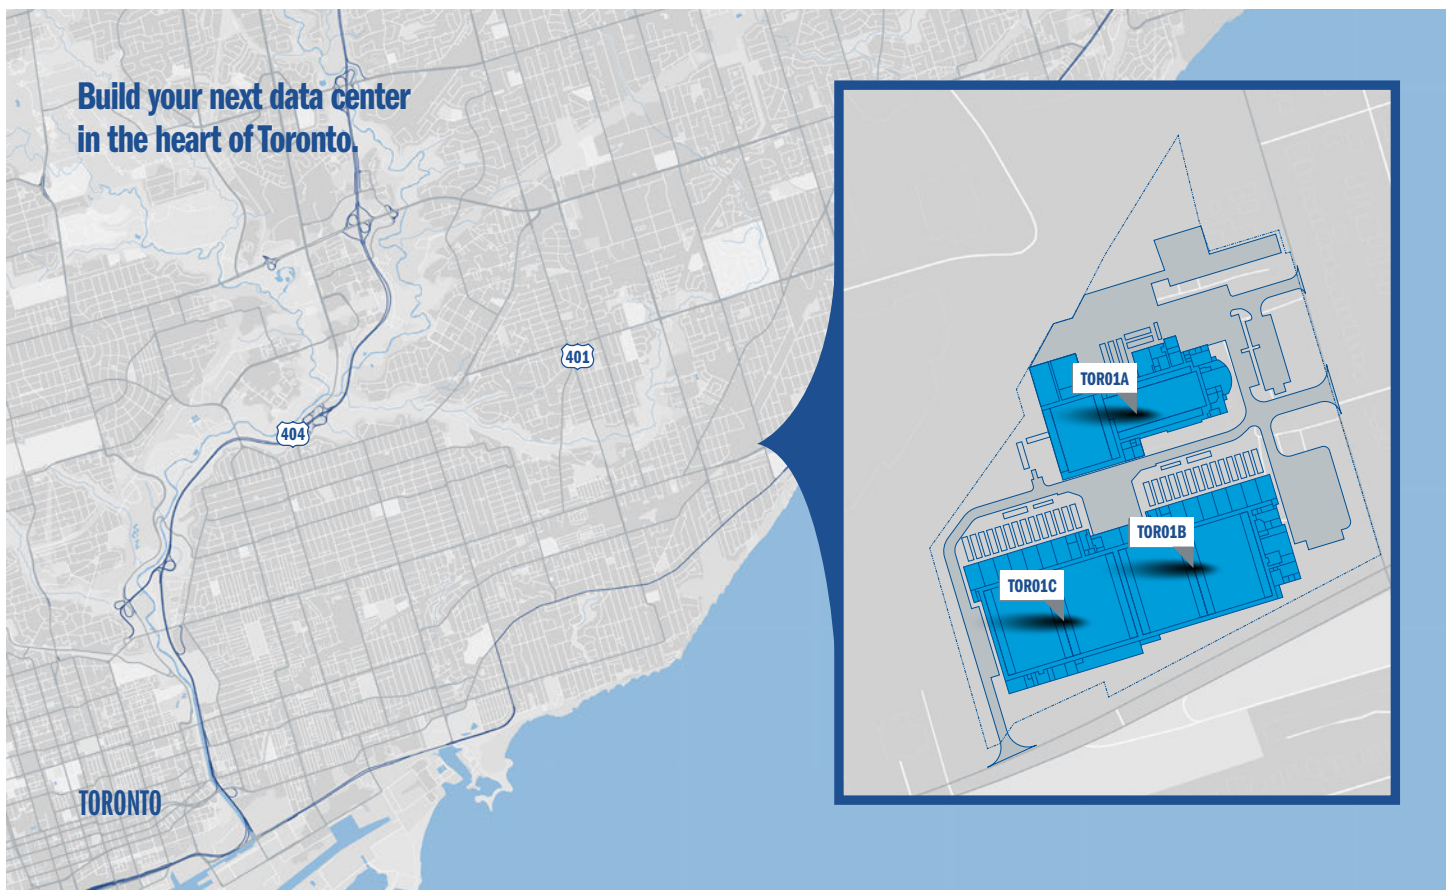 Build your next data center
in the heart of Toronto.
401
404
TORONTO
TOR01A
TOR01B
TOR01C